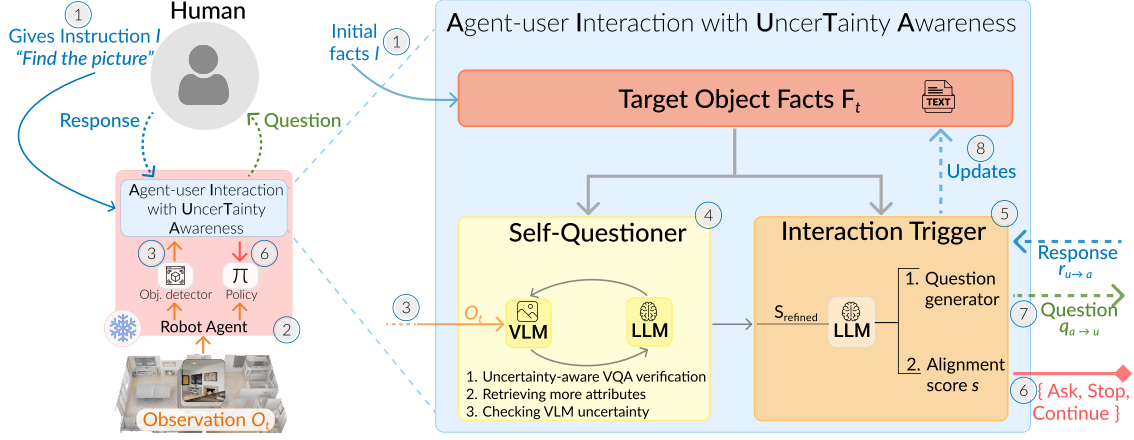 Human
1
Gives Instruction I
"Find the picture"
Response
Question
Agent-user Interaction
with UncerTainty
Awareness
3
6
π
Obj. detector
Policy
Robot Agent
2
Observation Ot
Agent-user Interaction with UncerTainty Awareness
Initial
facts I
1
Target Object Facts Ft
TEXT
8
Updates
4
Self-Questioner
3
Ot
VLM
LLM
1. Uncertainty-aware VQA verification
2. Retrieving more attributes
3. Checking VLM uncertainty
5
Interaction Trigger
Srefined
LLM
1. Question
generator
2. Alignment
score s
Response
ru→a
7
Question
qa→u
6
{ Ask, Stop,
Continue }